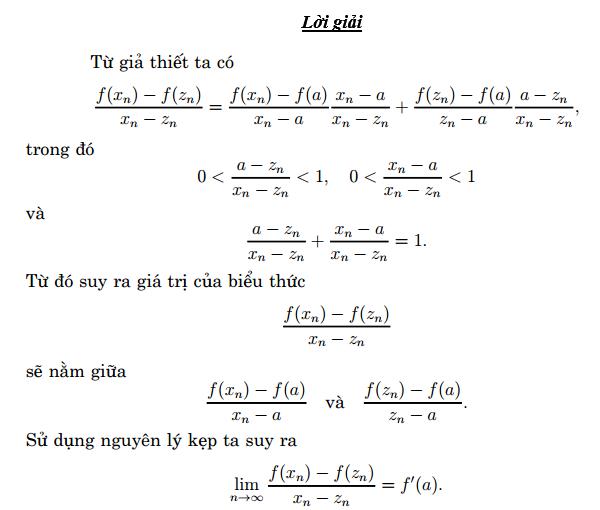 Lời giải
Từ giả thiết ta có
\frac{f(x_n) - f(z_n)}{x_n - z_n} = \frac{f(x_n) - f(a)}{x_n - a} \frac{x_n - a}{x_n - z_n} + \frac{f(z_n) - f(a)}{z_n - a} \frac{a - z_n}{x_n - z_n},
trong đó
0 < \frac{a - z_n}{x_n - z_n} < 1, 0 < \frac{x_n - a}{x_n - z_n} < 1
và
\frac{a - z_n}{x_n - z_n} + \frac{x_n - a}{x_n - z_n} = 1.
Từ đó suy ra giá trị của biểu thức
\frac{f(x_n) - f(z_n)}{x_n - z_n}
sẽ nằm giữa
\frac{f(x_n) - f(a)}{x_n - a} và \frac{f(z_n) - f(a)}{z_n - a}.
Sử dụng nguyên lý kẹp ta suy ra
\lim_{n→∞} \frac{f(x_n) - f(z_n)}{x_n - z_n} = f′(a).